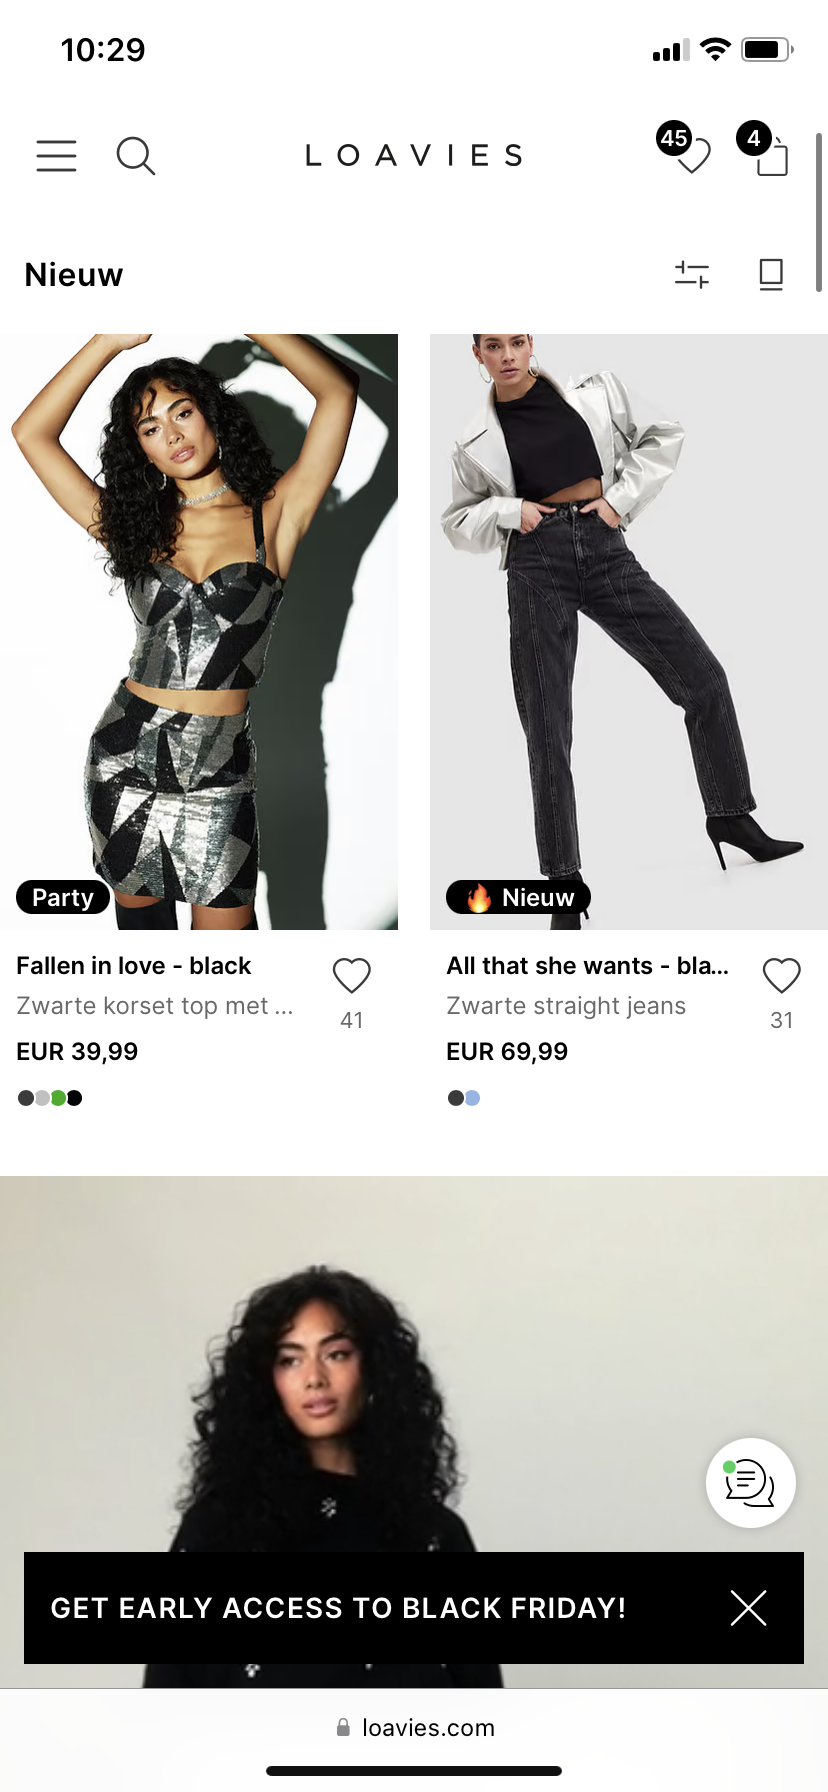 10:29
LOAVIES
45
4
Nieuw
Party
🔥 Nieuw
Fallen in love - black
Zwarte korset top met ...
41
EUR 39,99
All that she wants - bla...
Zwarte straight jeans
31
EUR 69,99
GET EARLY ACCESS TO BLACK FRIDAY!
loavies.com